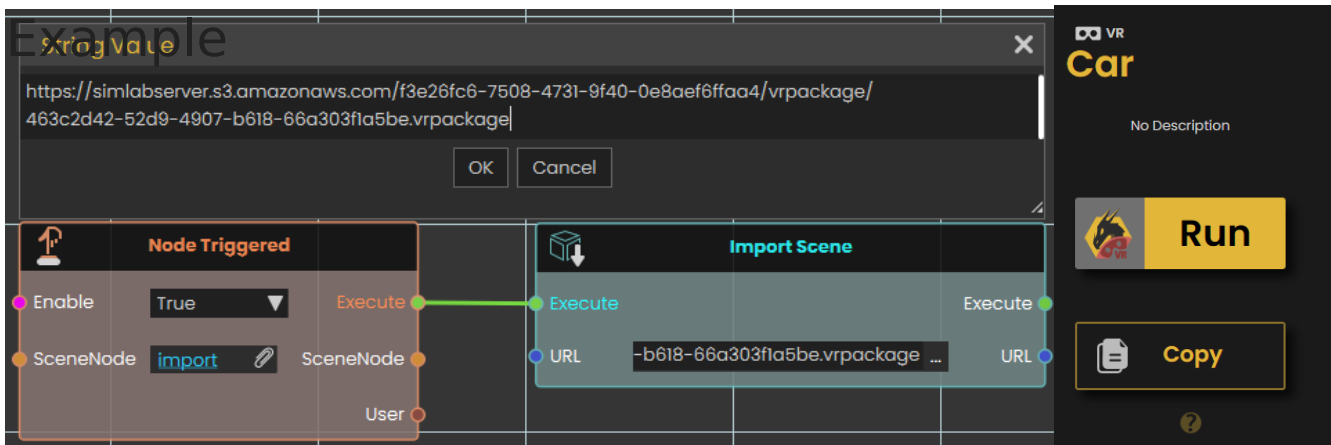 Example
String Value
https://simlabserver.s3.amazonaws.com/f3e26fc6-7508-4731-9f40-0e8aef6ffaa4/vrpackage/
463c2d42-52d9-4907-b618-66a303f1a5be.vrpackage
OK Cancel
Node Triggered
Enable True Execute
SceneNode import SceneNode
User
Import Scene
Execute Execute
URL -b618-66a303f1a5be.vrpackage ... URL
VR
Car
No Description
VR
Run
Copy
?